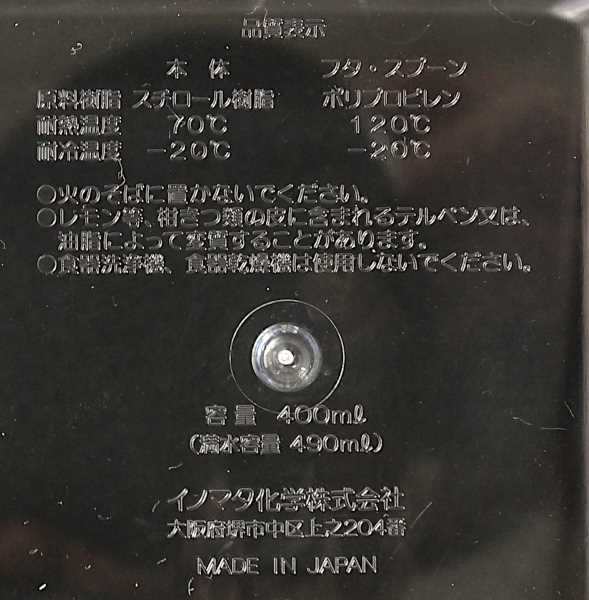 品質表示
本体 フタ・スプーン
原料樹脂 スチロール樹脂 ポリプロピレン
耐熱温度 70℃ 120℃
耐冷温度 -20℃ -20℃
○火のそばに置かないでください。
○レモン等、柑きつ類の皮に含まれるテルペン又は、
油脂によって変質することがあります。
○食器洗浄機、食器乾燥機は使用しないでください。
容量 400ml
(満水容量 490ml)
イノマタ化学株式会社
大阪府堺市中区上之204番
MADE IN JAPAN